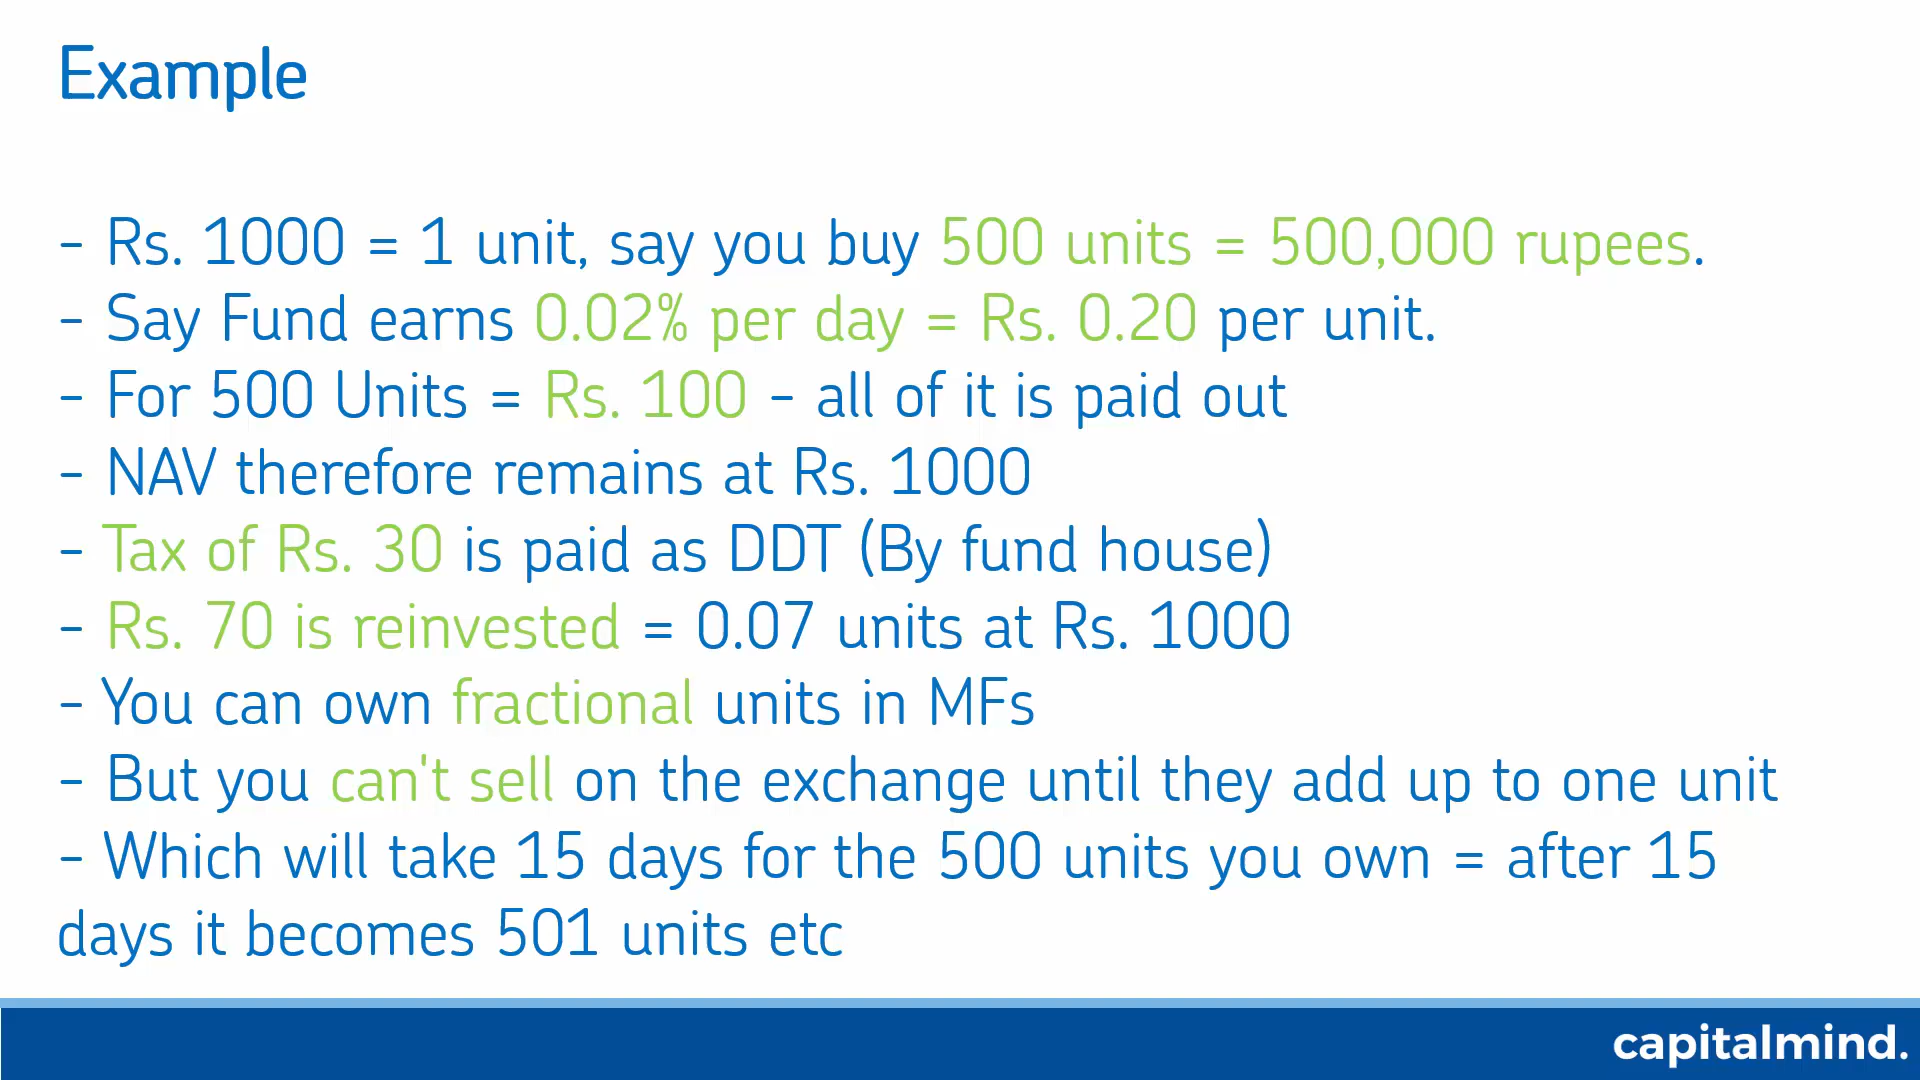 Example
- Rs. 1000 = 1 unit, say you buy 500 units = 500,000 rupees.
- Say Fund earns 0.02% per day = Rs. 0.20 per unit.
- For 500 Units = Rs. 100 - all of it is paid out
- NAV therefore remains at Rs. 1000
- Tax of Rs. 30 is paid as DDT (By fund house)
- Rs. 70 is reinvested = 0.07 units at Rs. 1000
- You can own fractional units in MFs
- But you can't sell on the exchange until they add up to one unit
- Which will take 15 days for the 500 units you own = after 15
days it becomes 501 units etc
capitalmind.